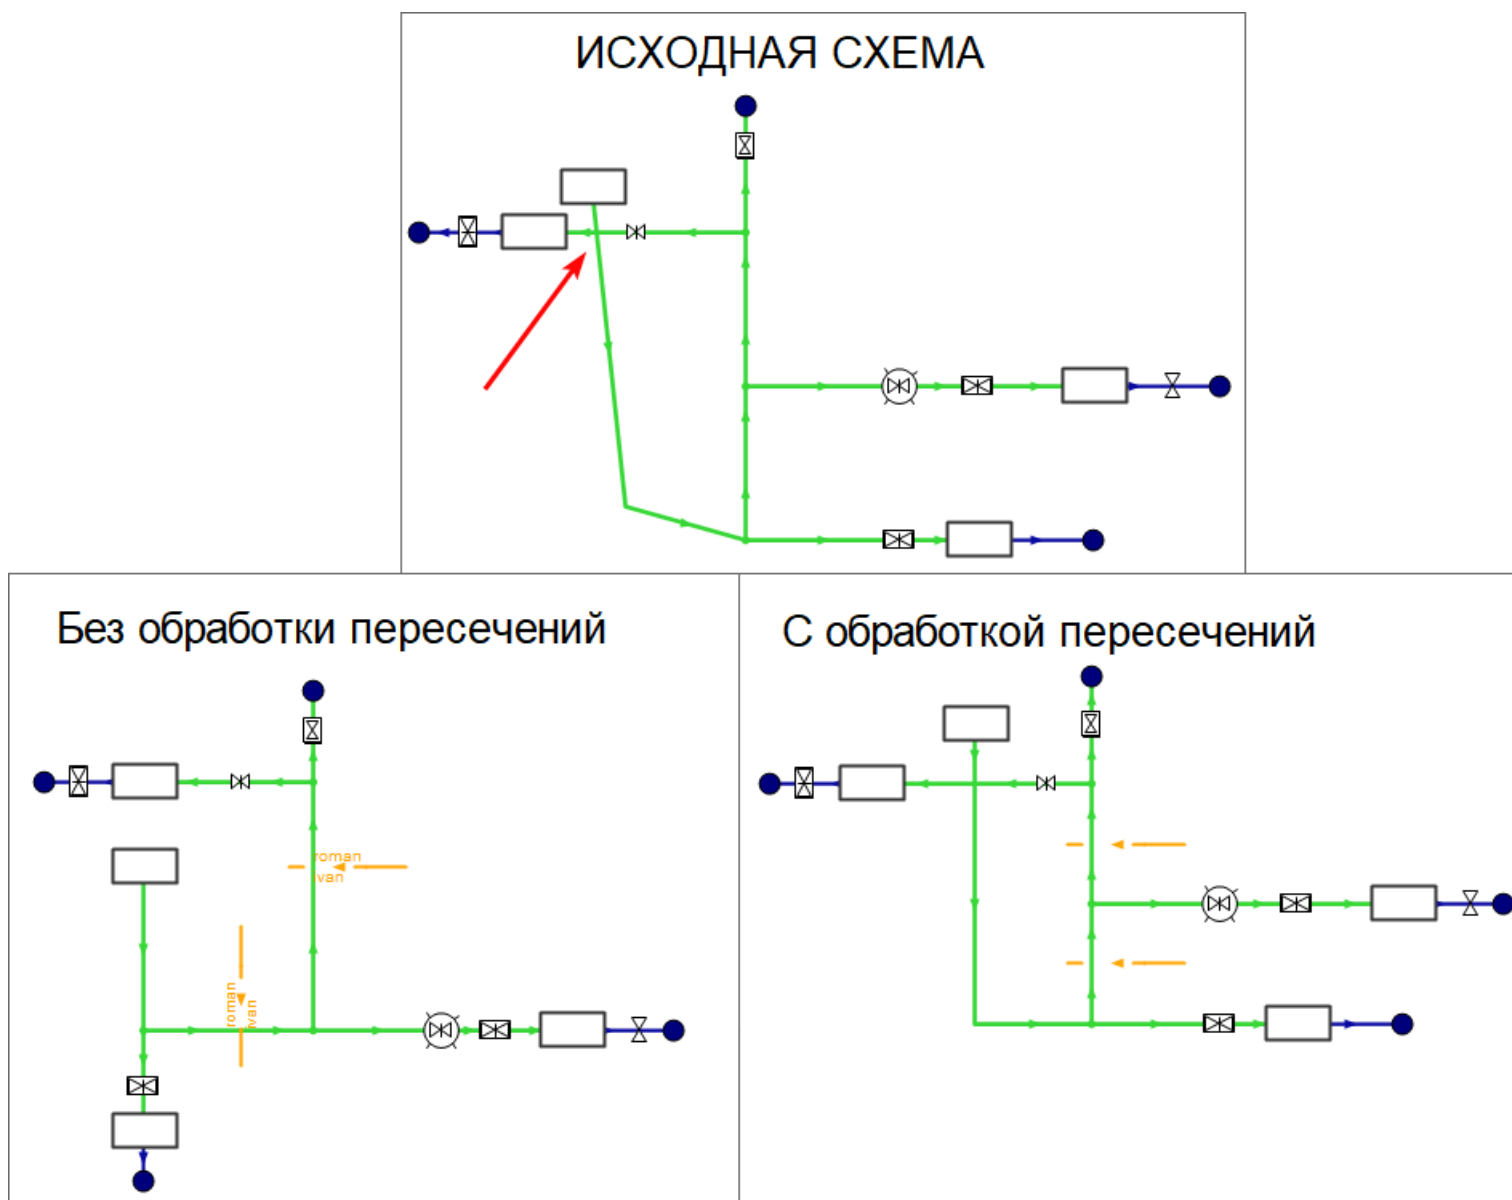 ИСХОДНАЯ СХЕМА
Без обработки пересечений
С обработкой пересечений
roman
ivan
roman
ivan